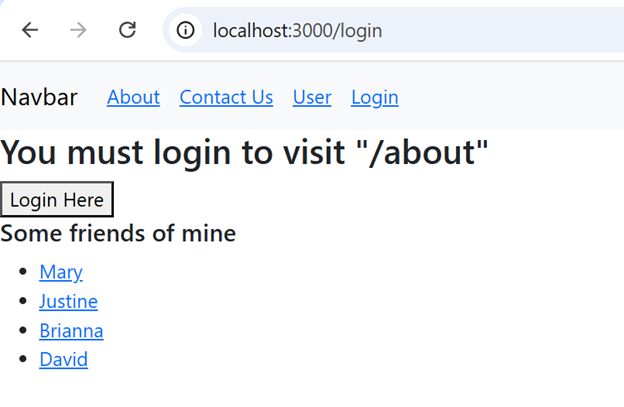 localhost:3000/login
Navbar About Contact Us User Login
You must login to visit "/about"
Login Here
Some friends of mine
Mary
Justine
Brianna
David